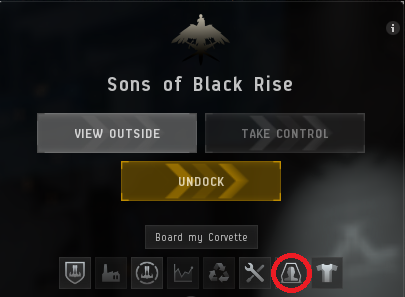 Sons of Black Rise
VIEW OUTSIDE
TAKE CONTROL
UNDOCK
Board my Corvette